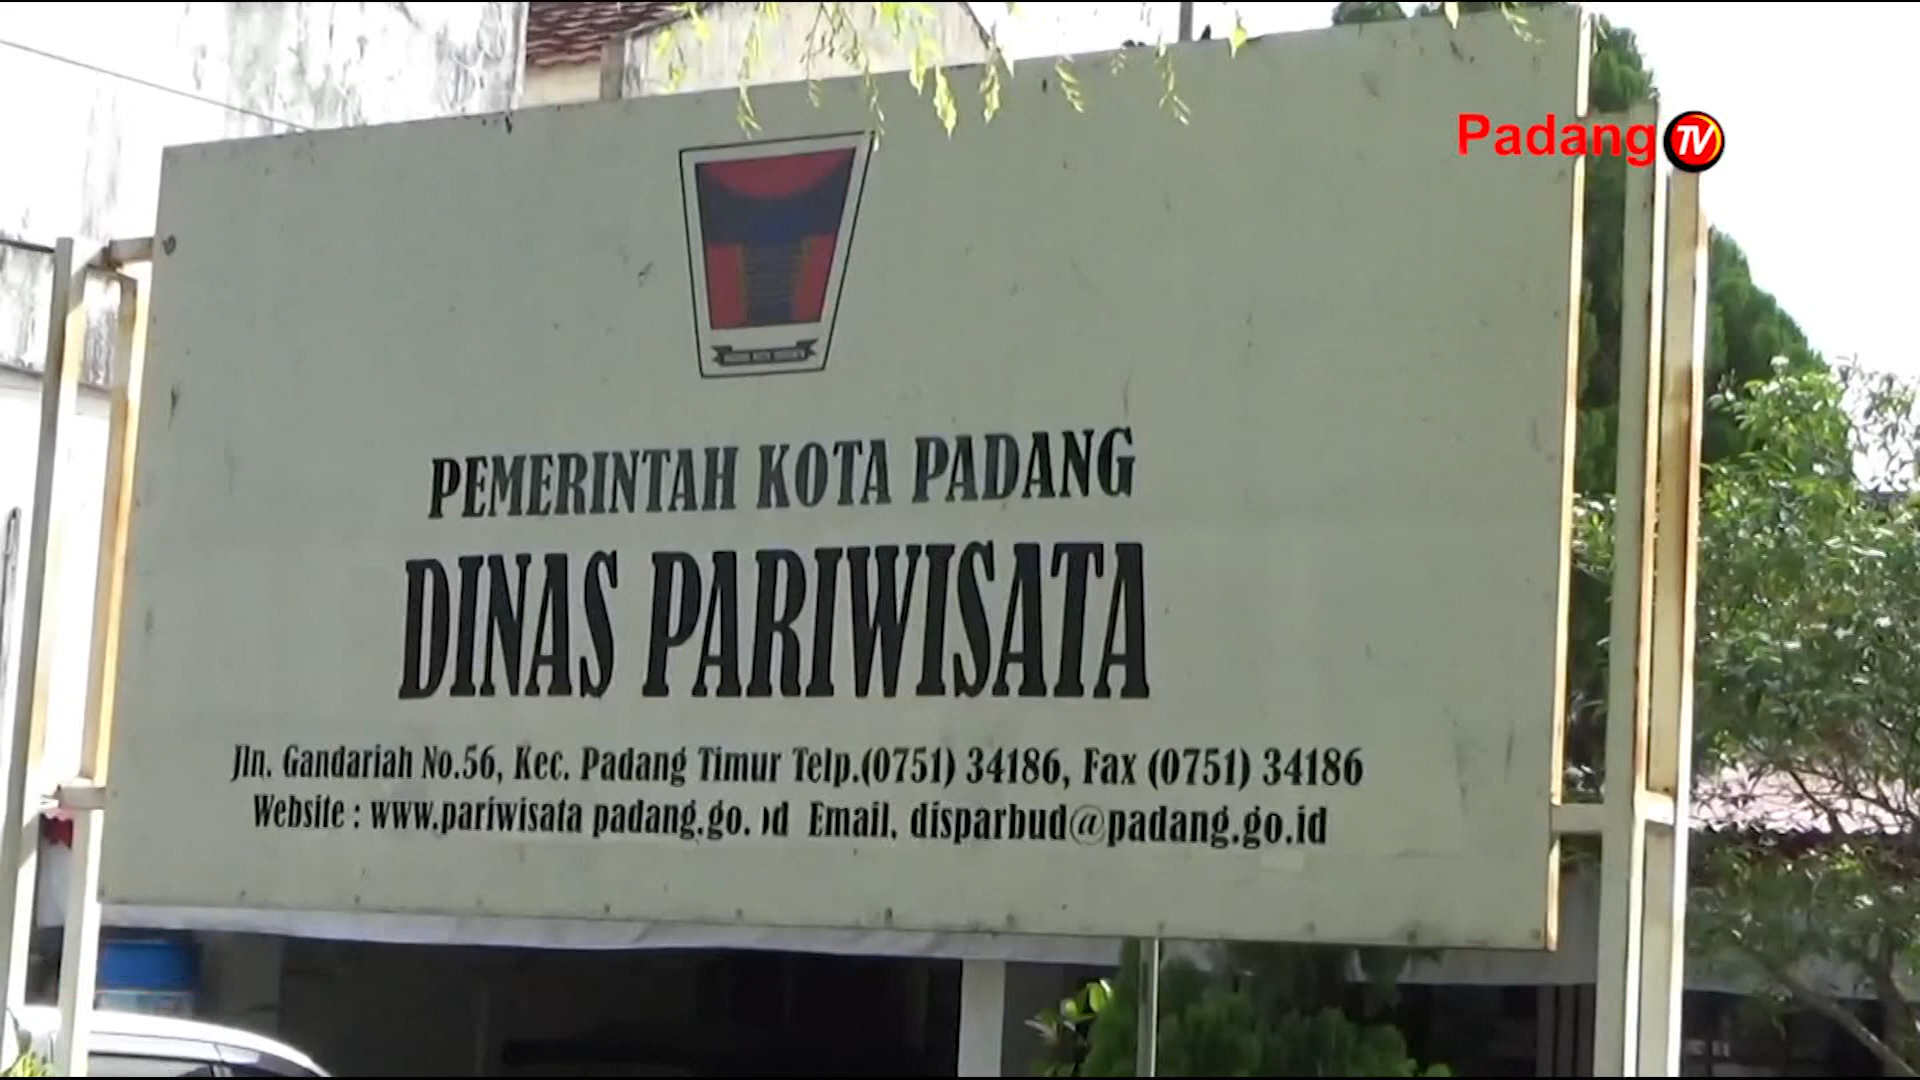 Padang TV
PEMERINTAH KOTA PADANG
DINAS PARIWISATA
Jln. Gandariah No.56, Kec. Padang Timur Telp.(0751) 34186, Fax (0751) 34186
Website : www.pariwisata padang.go. id Email. disparbud@padang.go.id